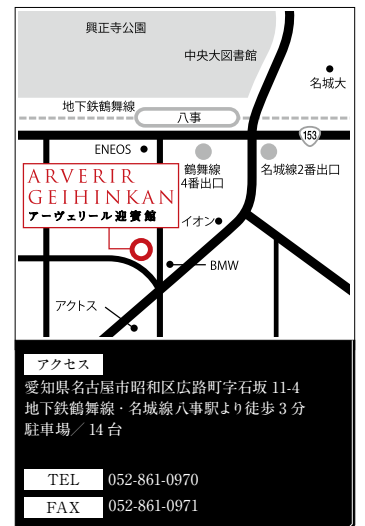 興正寺公園
中央大図書館
名城大
地下鉄鶴舞線
八事
153
ENEOS
鶴舞線
4番出口
名城線2番出口
ARVERIR
GEIHINKAN
アーヴェリール迎賓館
イオン
BMW
アクトス
アクセス
愛知県名古屋市昭和区広路町字石坂 11-4
地下鉄鶴舞線・名城線八事駅より徒歩 3 分
駐車場／ 14 台
TEL 052-861-0970
FAX 052-861-0971